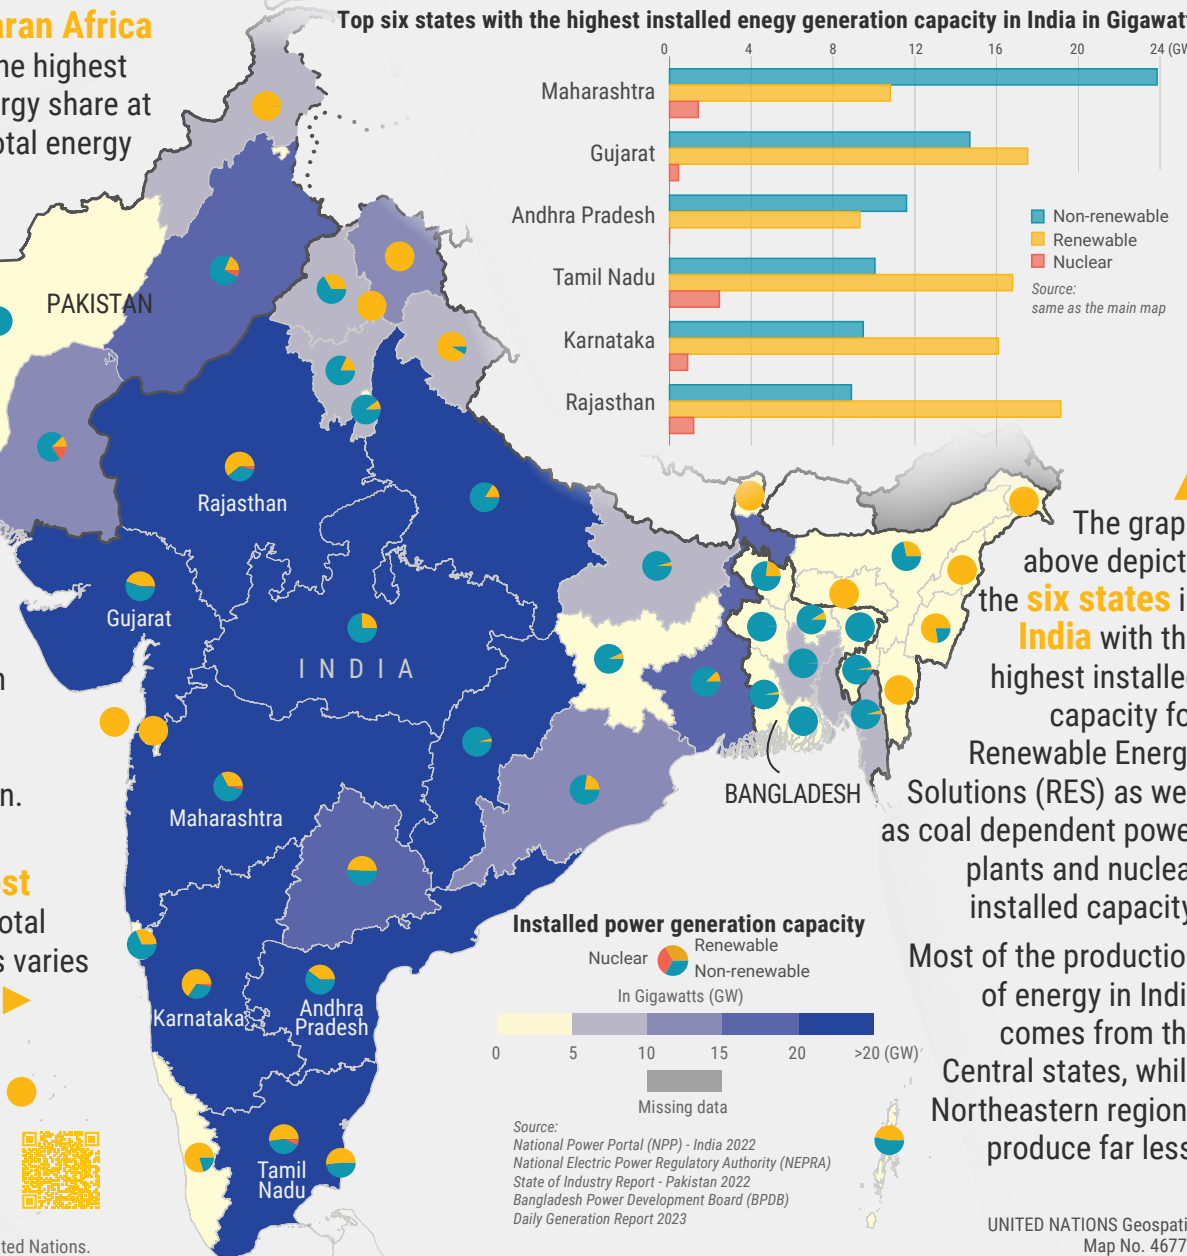 aran Africa
he highest
rgy share at
otal energy
Top six states with the highest installed enegy generation capacity in India in Gigawatt
0 4 8 12 16 20 24 (GW
Maharashtra
Gujarat
Andhra Pradesh
Tamil Nadu
Karnataka
Rajasthan
Non-renewable
Renewable
Nuclear
Source:
same as the main map
PAKISTAN
Rajasthan
Gujarat
INDIA
Maharashtra
BANGLADESH
Karnataka
Andhra
Pradesh
Tamil
Nadu
n
n.
st
otal
s varies
The grap
above depict
the six states i
India with th
highest installe
capacity fo
Renewable Energ
Solutions (RES) as we
as coal dependent powe
plants and nuclea
installed capacity
Most of the productio
of energy in Indi
comes from th
Central states, whil
Northeastern region
produce far less
Installed power generation capacity
Nuclear
Renewable
Non-renewable
In Gigawatts (GW)
0 5 10 15 20 >20 (GW)
Missing data
Source:
National Power Portal (NPP) - India 2022
National Electric Power Regulatory Authority (NEPRA)
State of Industry Report - Pakistan 2022
Bangladesh Power Development Board (BPDB)
Daily Generation Report 2023
ted Nations.
UNITED NATIONS Geospati
Map No. 4677